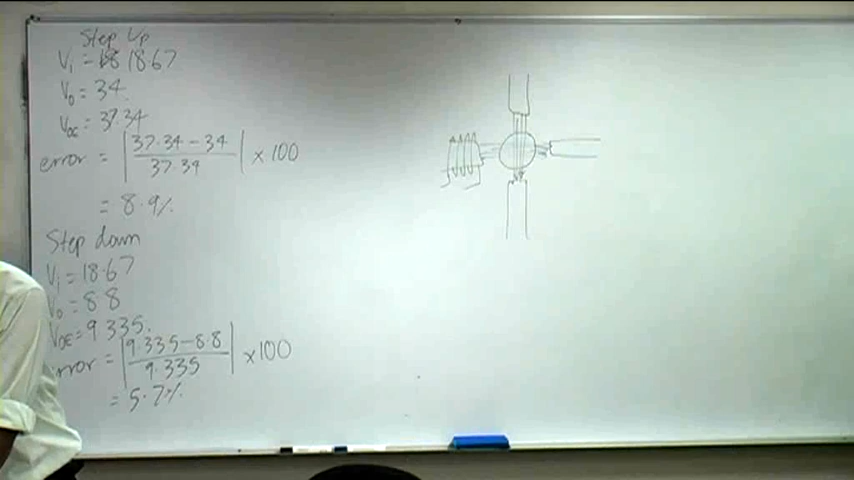 Step Up
Vi = 18.67
Vo = 34
VOE = 37.34
error = | 37.34 - 34 / 37.34 | × 100
= 8.9%
Step down
Vi = 18.67
Vo = 8.8
VOE = 9.335
error = | 9.335 - 8.8 / 9.335 | × 100
= 5.7%